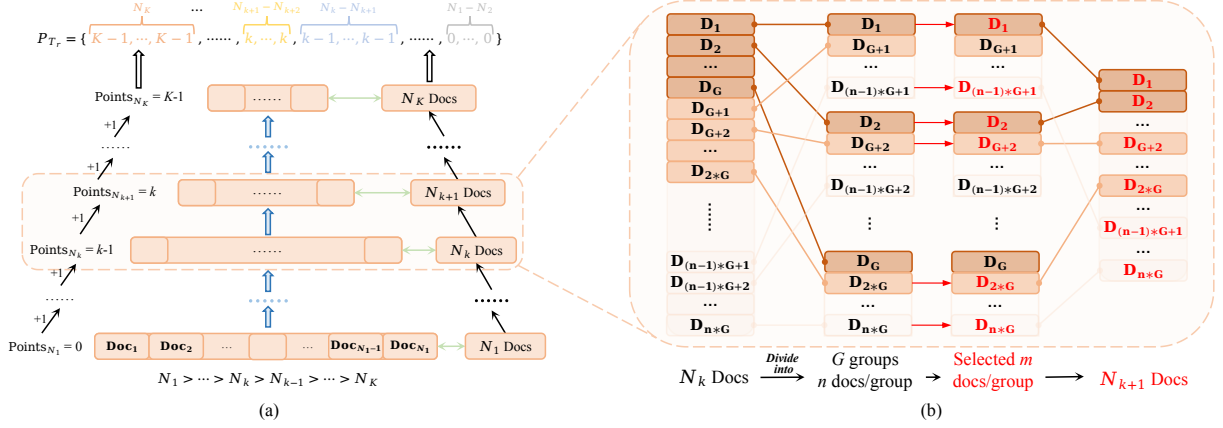 N_K ... N_{k+1} − N_{k+2} N_k − N_{k+1} N_1 − N_2
P_{T_r} = { K − 1, ⋯, K − 1 , ⋯⋯ , k, ⋯, k , k − 1, ⋯, k − 1 , ⋯⋯ , 0, ⋯, 0 }
Points_{N_K} = K-1
......
N_K Docs
+1
......
......
......
+1
Points_{N_{k+1}} = k
......
N_{k+1} Docs
+1
Points_{N_k} = k-1
......
N_k Docs
+1
......
......
......
+1
Points_{N_1} = 0
Doc_1 Doc_2 ... ... Doc_{N_1−1} Doc_{N_1}
N_1 Docs
N_1 > ⋯ > N_k > N_{k−1} > ⋯ > N_K
(a)
D_1
D_2
...
D_G
D_{G+1}
D_{G+2}
...
D_{2∗G}
......
D_{(n−1)∗G+1}
D_{(n−1)∗G+2}
...
D_{n∗G}
D_1
D_{G+1}
...
D_{(n−1)∗G+1}
D_2
D_{G+2}
...
D_{(n−1)∗G+2}
...
D_G
D_{2∗G}
...
D_{n∗G}
D_1
D_{G+1}
...
D_{(n−1)∗G+1}
D_2
D_{G+2}
...
D_{(n−1)∗G+2}
...
D_G
D_{2∗G}
...
D_{n∗G}
D_1
D_2
...
D_{G+2}
...
D_{2∗G}
...
D_{(n−1)∗G+1}
...
D_{n∗G}
N_k Docs
Divide
into
G groups
n docs/group
Selected m
docs/group
N_{k+1} Docs
(b)